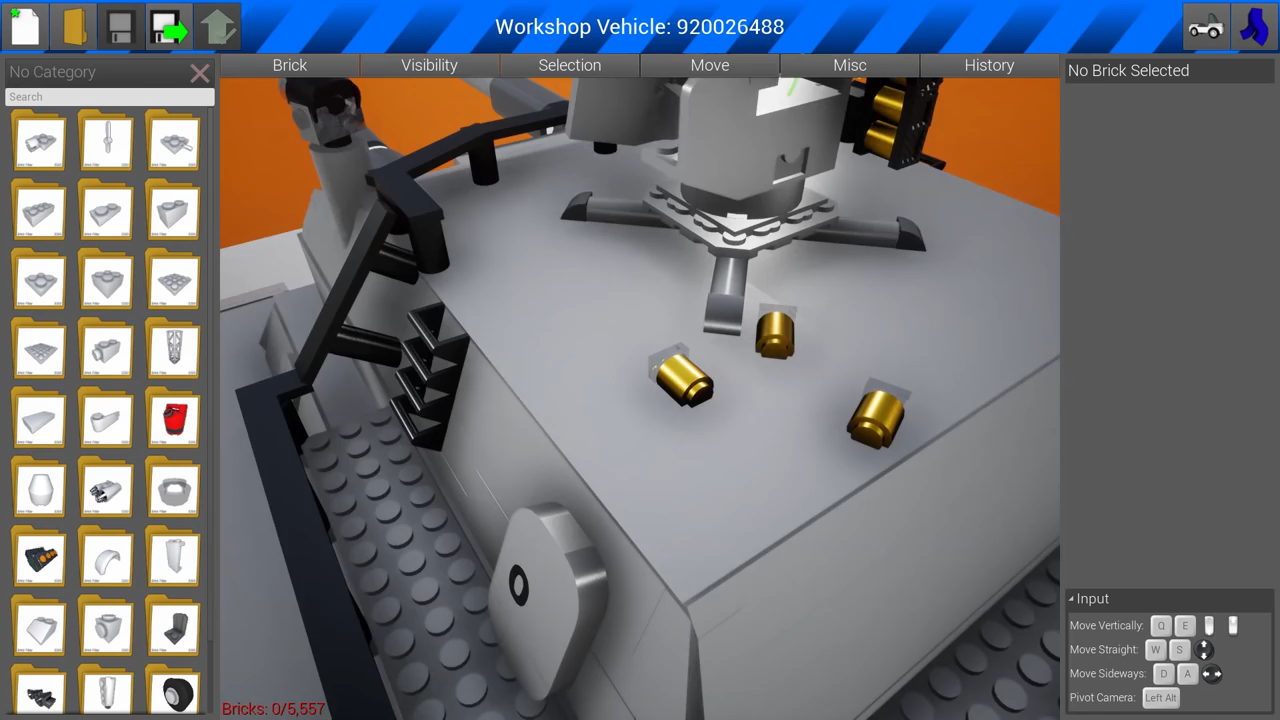 Workshop Vehicle: 920026488
No Category
Search
Brick
Visibility
Selection
Move
Misc
History
No Brick Selected
Input
Move Vertically: Q E
Move Straight: W S
Move Sideways: D A
Pivot Camera: Left Alt
Bricks: 0/5,557